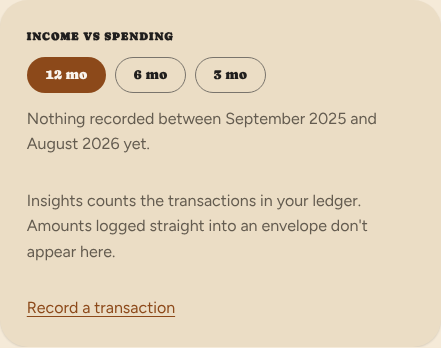 INCOME VS SPENDING
12 mo 6 mo 3 mo
Nothing recorded between September 2025 and
August 2026 yet.
Insights counts the transactions in your ledger.
Amounts logged straight into an envelope don't
appear here.
Record a transaction